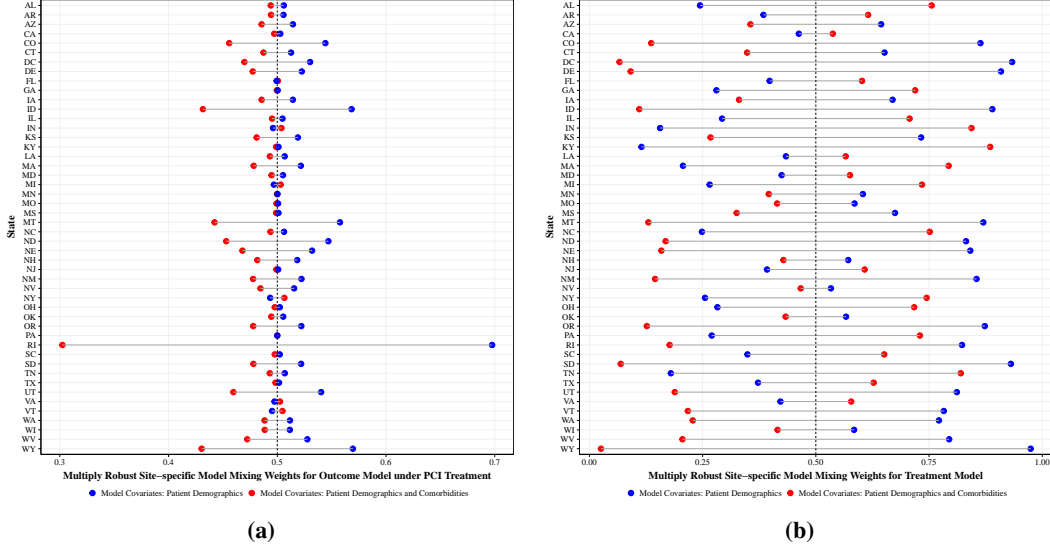 State
AL
AR
AZ
CA
CO
CT
DC
DE
FL
GA
IA
ID
IL
IN
KS
KY
LA
MA
MD
MI
MN
MO
MS
MT
NC
ND
NE
NH
NJ
NM
NV
NY
OH
OK
OR
PA
RI
SC
SD
TN
TX
UT
VA
VT
WA
WI
WV
WY
0.3 0.4 0.5 0.6 0.7
Multiply Robust Site−specific Model Mixing Weights for Outcome Model under PCI Treatment
Model Covariates: Patient Demographics Model Covariates: Patient Demographics and Comorbidities
(a)
State
AL
AR
AZ
CA
CO
CT
DC
DE
FL
GA
IA
ID
IL
IN
KS
KY
LA
MA
MD
MI
MN
MO
MS
MT
NC
ND
NE
NH
NJ
NM
NV
NY
OH
OK
OR
PA
RI
SC
SD
TN
TX
UT
VA
VT
WA
WI
WV
WY
0.00 0.25 0.50 0.75 1.00
Multiply Robust Site−specific Model Mixing Weights for Treatment Model
Model Covariates: Patient Demographics Model Covariates: Patient Demographics and Comorbidities
(b)